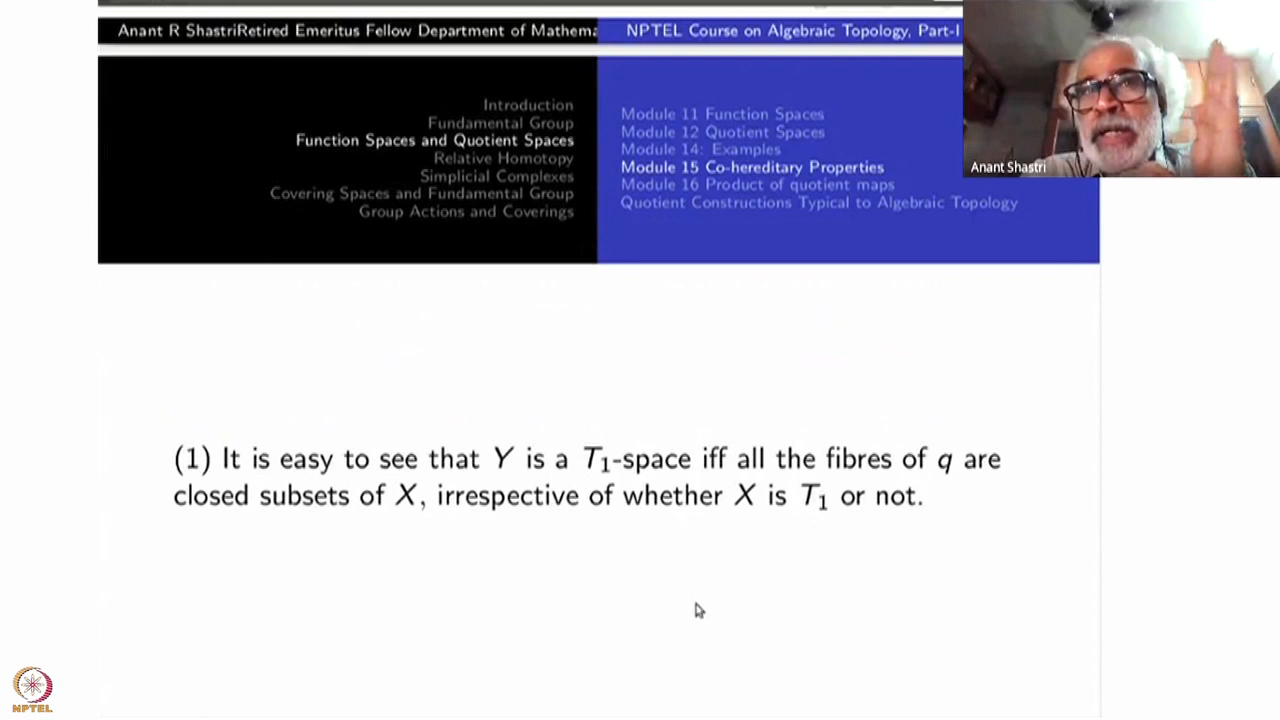 Anant R ShastriRetired Emeritus Fellow Department of Mathema
NPTEL Course on Algebraic Topology, Part-I
Introduction
Fundamental Group
Function Spaces and Quotient Spaces
Relative Homotopy
Simplicial Complexes
Covering Spaces and Fundamental Group
Group Actions and Coverings
Module 11 Function Spaces
Module 12 Quotient Spaces
Module 14: Examples
Module 15 Co-hereditary Properties
Module 16 Product of quotient maps
Quotient Constructions Typical to Algebraic Topology
Anant Shastri
(1) It is easy to see that Y is a T₁-space iff all the fibres of q are
closed subsets of X, irrespective of whether X is T₁ or not.
NPTEL